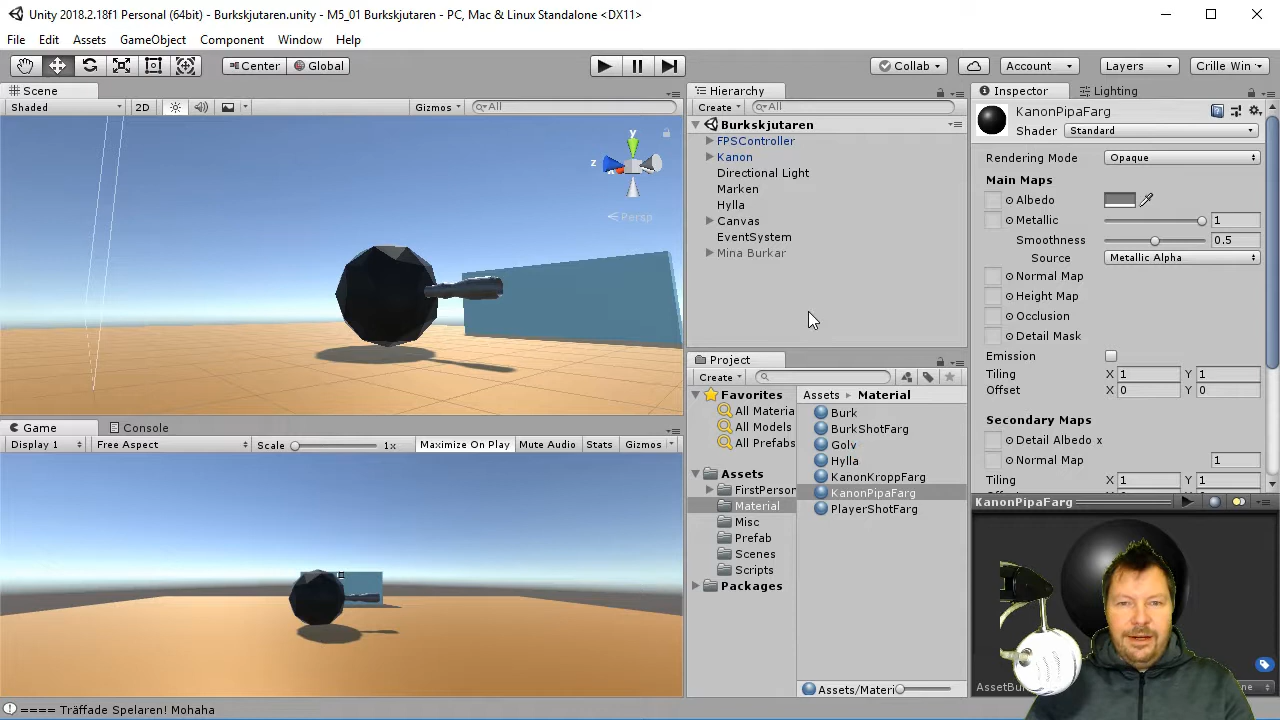 Unity 2018.2.18f1 Personal (64bit) - Burkskjutaren.unity - M5_01 Burkskjutaren - PC, Mac & Linux Standalone <DX11>
File Edit Assets GameObject Component Window Help
Center Global Collab Account Layers Crille Win
Scene
Shaded 2D Gizmos All
y
z
Persp
Game Console
Display 1 Free Aspect Scale 1x Maximize On Play Mute Audio Stats Gizmos
Hierarchy
Create All
Burkskjutaren
FPSController
Kanon
Directional Light
Marken
Hylla
Canvas
EventSystem
Mina Burkar
Project
Create
Favorites
All Materia
All Models
All Prefabs
Assets
FirstPerson
Material
Misc
Prefab
Scenes
Scripts
Packages
Assets Material
Burk
BurkShotFarg
Golv
Hylla
KanonKroppFarg
KanonPipaFarg
PlayerShotFarg
Assets/Materi
Inspector Lighting
KanonPipaFarg
Shader Standard
Rendering Mode Opaque
Main Maps
Albedo
Metallic 1
Smoothness 0.5
Source Metallic Alpha
Normal Map
Height Map
Occlusion
Detail Mask
Emission
Tiling X 1 Y 1
Offset X 0 Y 0
Secondary Maps
Detail Albedo x
Normal Map 1
Tiling X 1 Y 1
KanonPipaFarg
AssetBu
ne
==== Träffade Spelaren! Mohaha